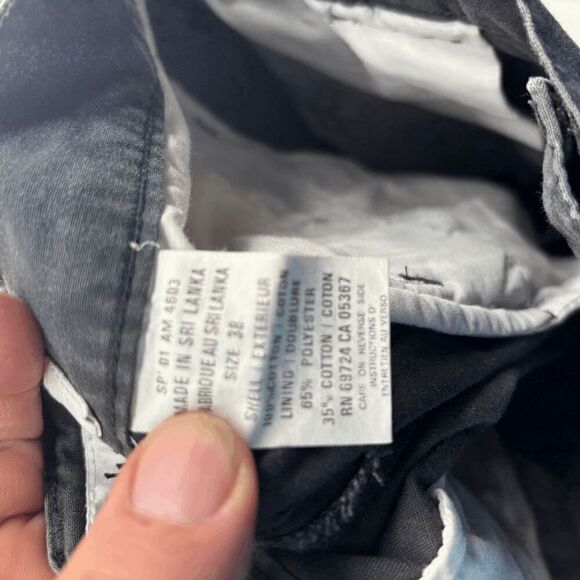 SP' 01 AM 4803
MADE IN SRI LANKA
FABRIQUE AU SRI LANKA
SIZE 38
SHELL / EXTERIEUR
100% COTTON / COTON
LINING / DOUBLURE
65% POLYESTER
35% COTTON / COTON
RN 69724 CA 05367
CARE ON REVERSE SIDE
INSTRUCTIONS D'
ENTRETIEN AU VERSO